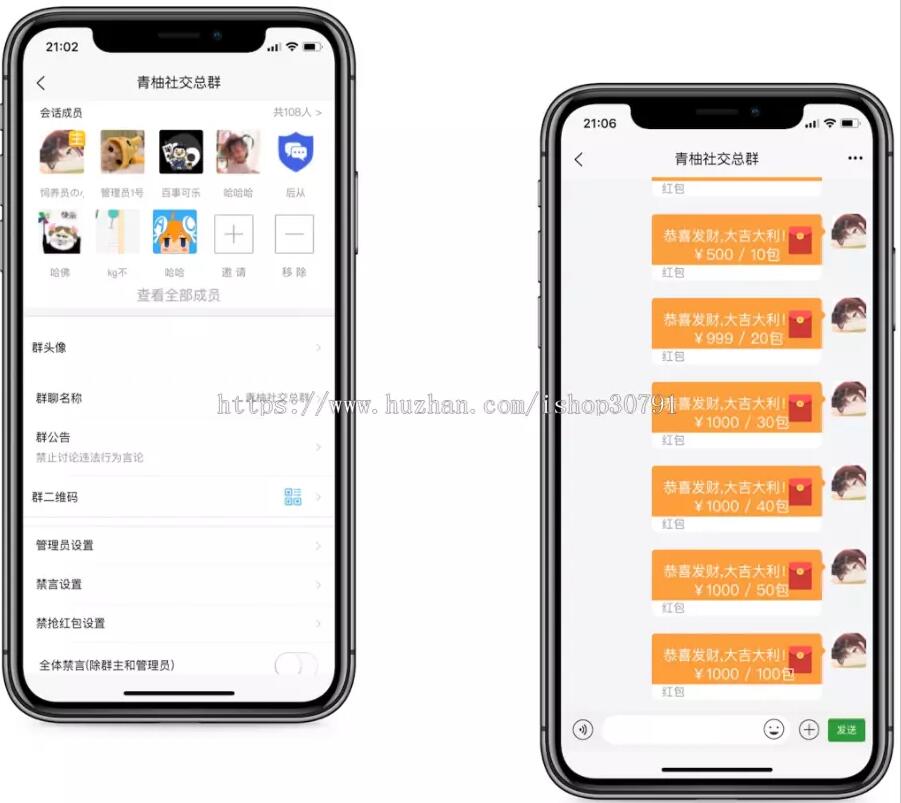 21:02
青柚社交总群
会话成员
共108人 >
饲养员の小
管理员1号
百事可乐
哈哈哈
后从
哈佛
kg不
哈哈
邀请
移除
查看全部成员
群头像
群聊名称
青柚社交总群
群公告
禁止讨论违法行为言论
群二维码
管理员设置
禁言设置
禁抢红包设置
全体禁言(除群主和管理员)
https://www.huzhan.com/ishop30791
21:06
青柚社交总群
红包
恭喜发财,大吉大利!
￥500 / 10包
红包
恭喜发财,大吉大利!
￥999 / 20包
红包
恭喜发财,大吉大利!
￥1000 / 30包
红包
恭喜发财,大吉大利!
￥1000 / 40包
红包
恭喜发财,大吉大利!
￥1000 / 50包
红包
恭喜发财,大吉大利!
￥1000 / 100包
红包
发送